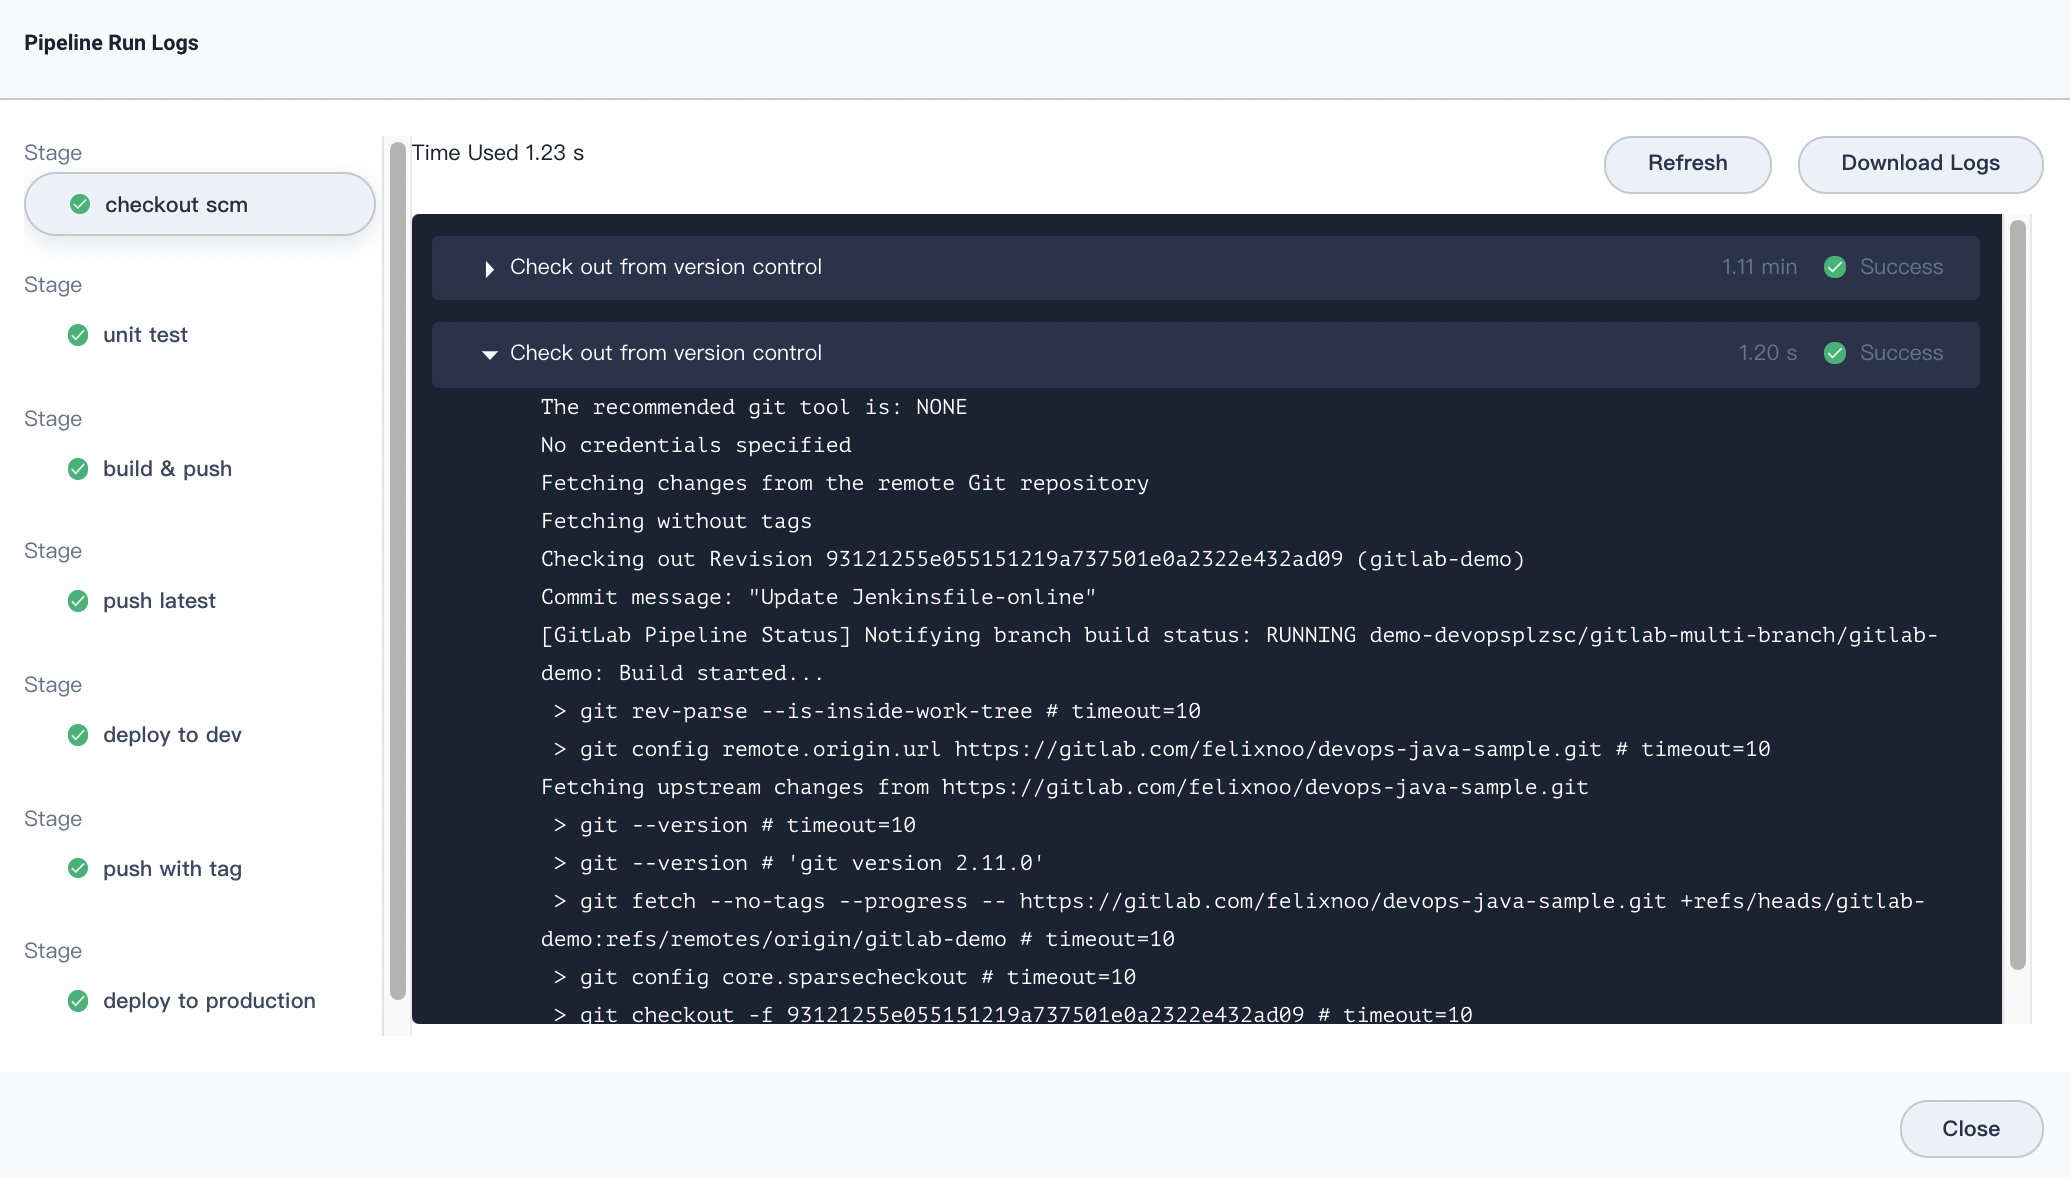 Pipeline Run Logs
Stage
checkout scm
Stage
unit test
Stage
build & push
Stage
push latest
Stage
deploy to dev
Stage
push with tag
Stage
deploy to production
Time Used 1.23 s
Refresh
Download Logs
Check out from version control 1.11 min Success
Check out from version control 1.20 s Success
The recommended git tool is: NONE
No credentials specified
Fetching changes from the remote Git repository
Fetching without tags
Checking out Revision 93121255e055151219a737501e0a2322e432ad09 (gitlab-demo)
Commit message: "Update Jenkinsfile-online"
[GitLab Pipeline Status] Notifying branch build status: RUNNING demo-devopsplzsc/gitlab-multi-branch/gitlab-
demo: Build started...
> git rev-parse --is-inside-work-tree # timeout=10
> git config remote.origin.url https://gitlab.com/felixnoo/devops-java-sample.git # timeout=10
Fetching upstream changes from https://gitlab.com/felixnoo/devops-java-sample.git
> git --version # timeout=10
> git --version # 'git version 2.11.0'
> git fetch --no-tags --progress -- https://gitlab.com/felixnoo/devops-java-sample.git +refs/heads/gitlab-
demo:refs/remotes/origin/gitlab-demo # timeout=10
> git config core.sparsecheckout # timeout=10
> git checkout -f 93121255e055151219a737501e0a2322e432ad09 # timeout=10
Close